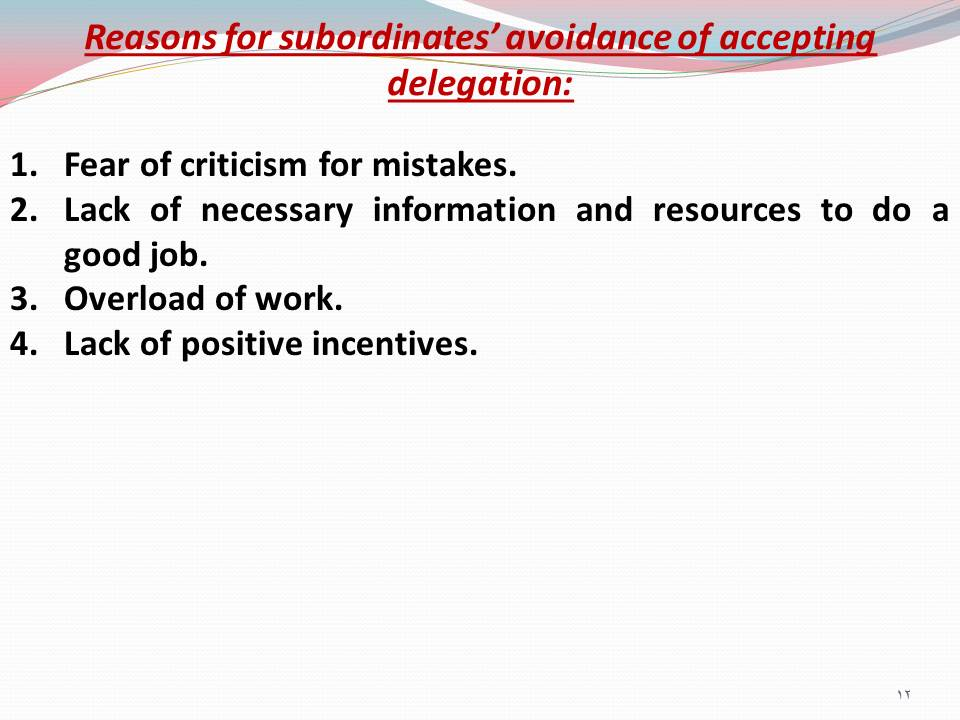 Reasons for subordinates’ avoidance of accepting
delegation:
1. Fear of criticism for mistakes.
2. Lack of necessary information and resources to do a
good job.
3. Overload of work.
4. Lack of positive incentives.
١٢